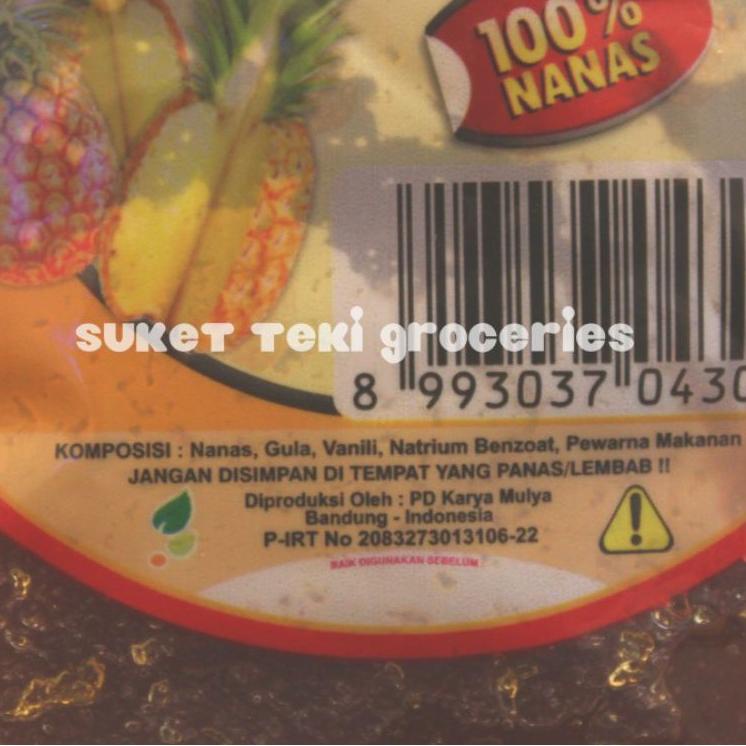 100%
NANAS
suket teki groceries
8 993037 0430
KOMPOSISI : Nanas, Gula, Vanili, Natrium Benzoat, Pewarna Makanan
JANGAN DISIMPAN DI TEMPAT YANG PANAS/LEMBAB !!
Diproduksi Oleh : PD Karya Mulya
Bandung - Indonesia
P-IRT No 2083273013106-22
BAIK DIGUNAKAN SEBELUM